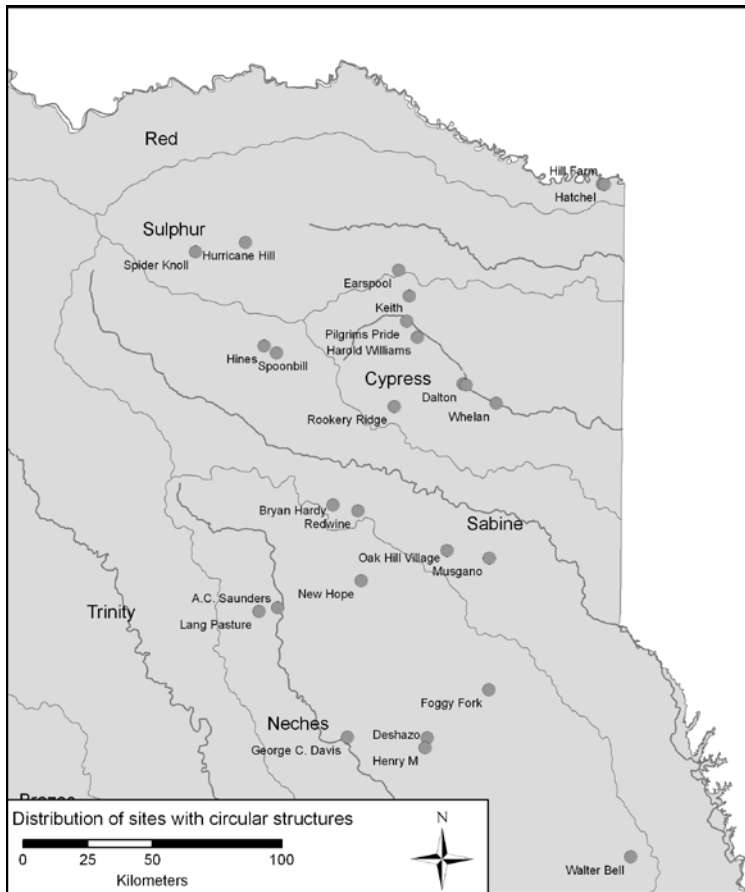 Red
Hill Farm
Hatchel
Sulphur
Hurricane Hill
Spider Knoll
Earspool
Keith
Pilgrims Pride
Harold Williams
Hines
Spoonbill
Cypress
Dalton
Whelan
Rookery Ridge
Bryan Hardy
Redwine
Sabine
Oak Hill Village
Musgano
New Hope
A.C. Saunders
Trinity
Lang Pasture
Foggy Fork
Neches
Deshazo
George C. Davis
Henry M
Distribution of sites with circular structures
N
0 25 50 100
Kilometers
Walter Bell